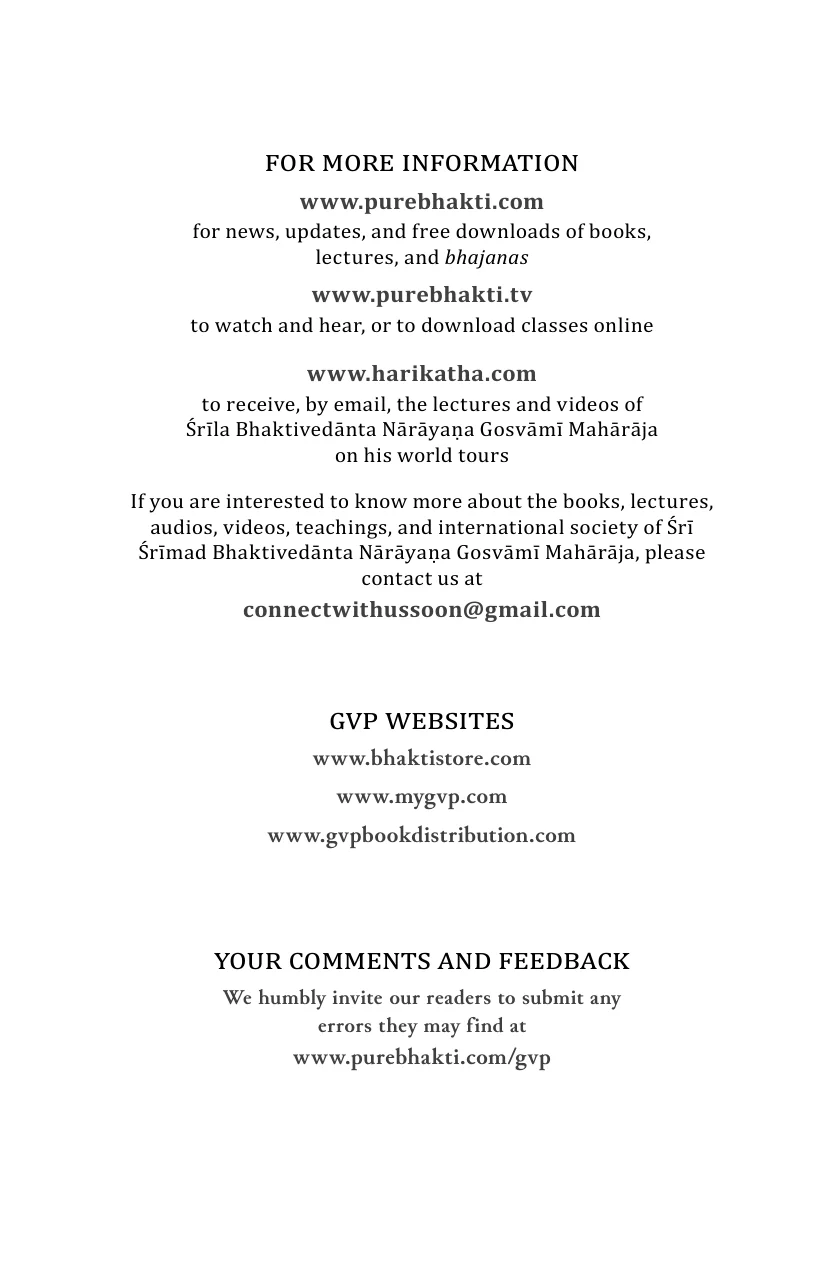 FOR MORE INFORMATION
www.purebhakti.com
for news, updates, and free downloads of books,
lectures, and bhajanas
www.purebhakti.tv
to watch and hear, or to download classes online
www.harikatha.com
to receive, by email, the lectures and videos of
Śrīla Bhaktivedānta Nārāyaṇa Gosvāmī Mahārāja
on his world tours
If you are interested to know more about the books, lectures,
audios, videos, teachings, and international society of Śrī
Śrīmad Bhaktivedānta Nārāyaṇa Gosvāmī Mahārāja, please
contact us at
connectwithussoon@gmail.com
GVP WEBSITES
www.bhaktistore.com
www.mygvp.com
www.gvpbookdistribution.com
YOUR COMMENTS AND FEEDBACK
We humbly invite our readers to submit any
errors they may find at
www.purebhakti.com/gvp